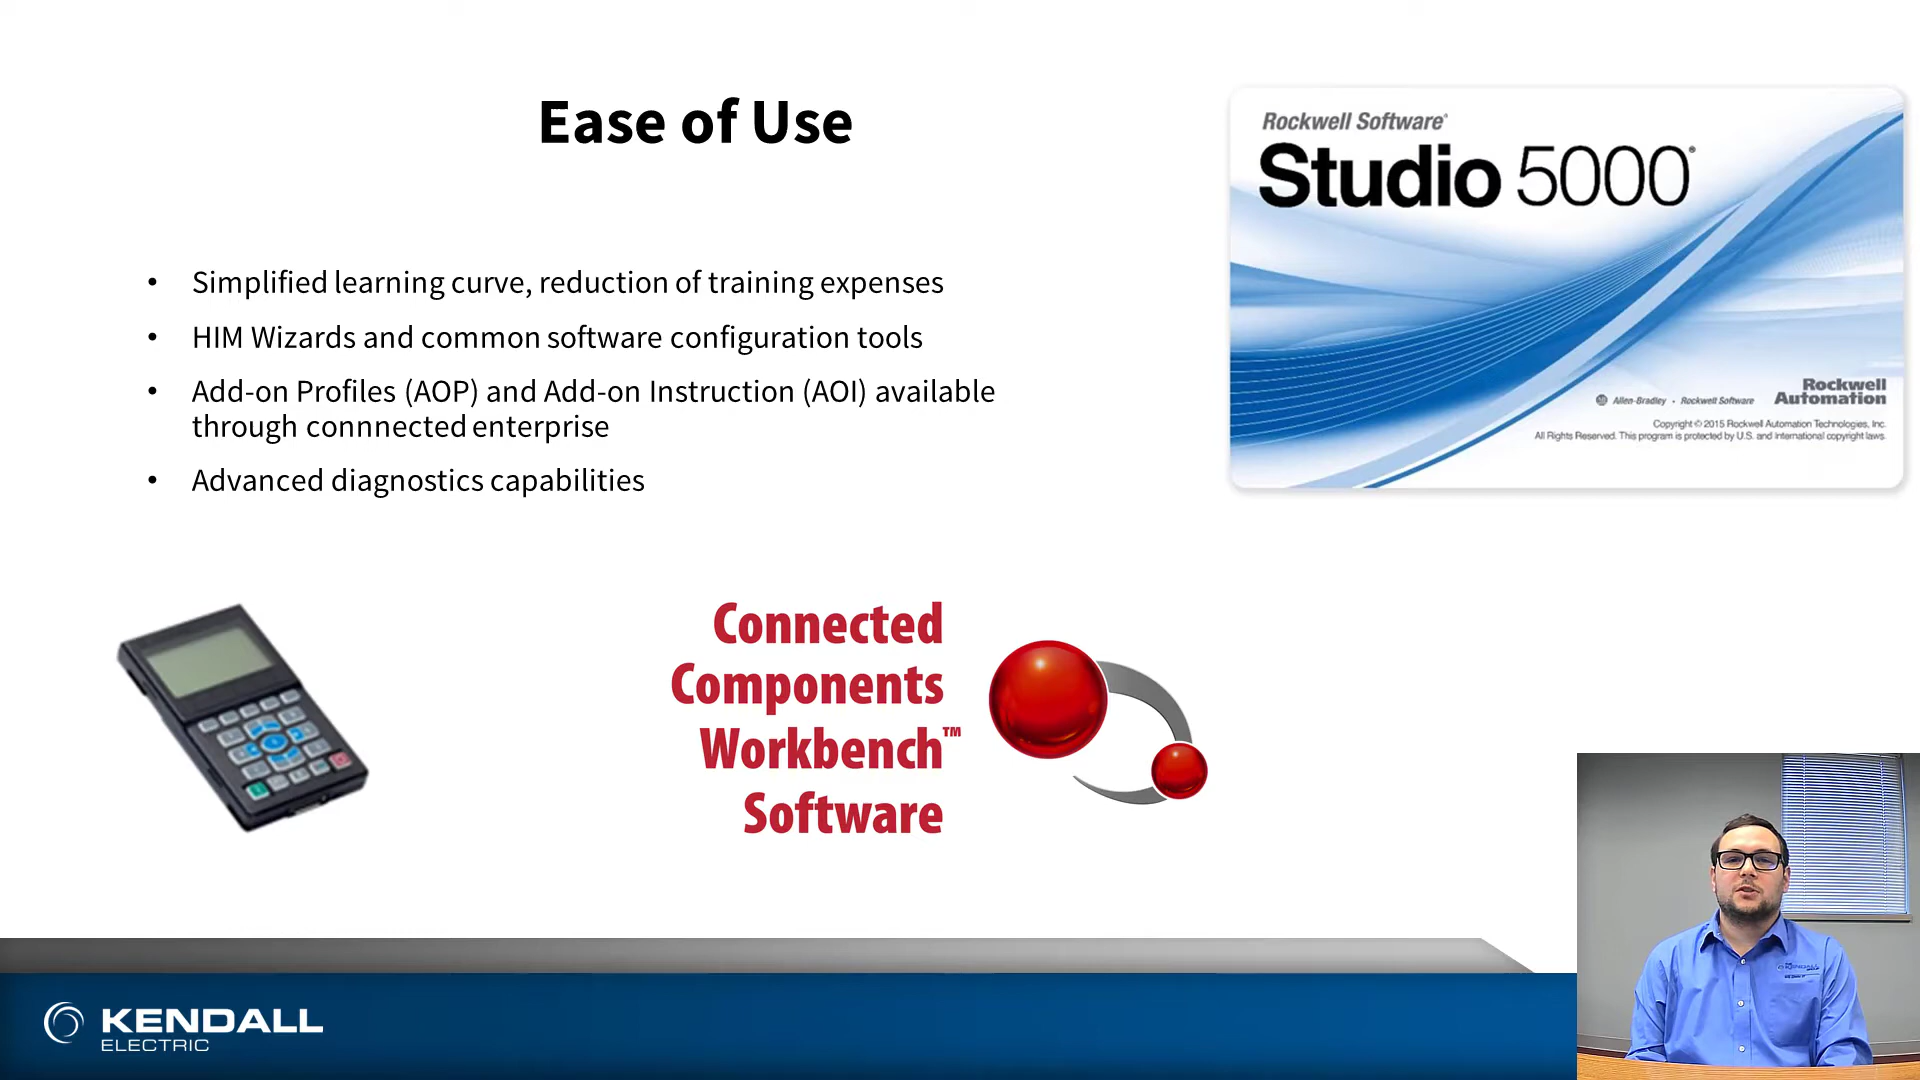 Ease of Use
• Simplified learning curve, reduction of training expenses
• HIM Wizards and common software configuration tools
• Add-on Profiles (AOP) and Add-on Instruction (AOI) available
through connnected enterprise
• Advanced diagnostics capabilities
Rockwell Software®
Studio 5000®
Allen-Bradley • Rockwell Software
Rockwell
Automation
Copyright © 2015 Rockwell Automation Technologies, Inc.
All Rights Reserved. This program is protected by U.S. and international copyright laws.
Connected
Components
Workbench™
Software
KENDALL
ELECTRIC
KENDALL